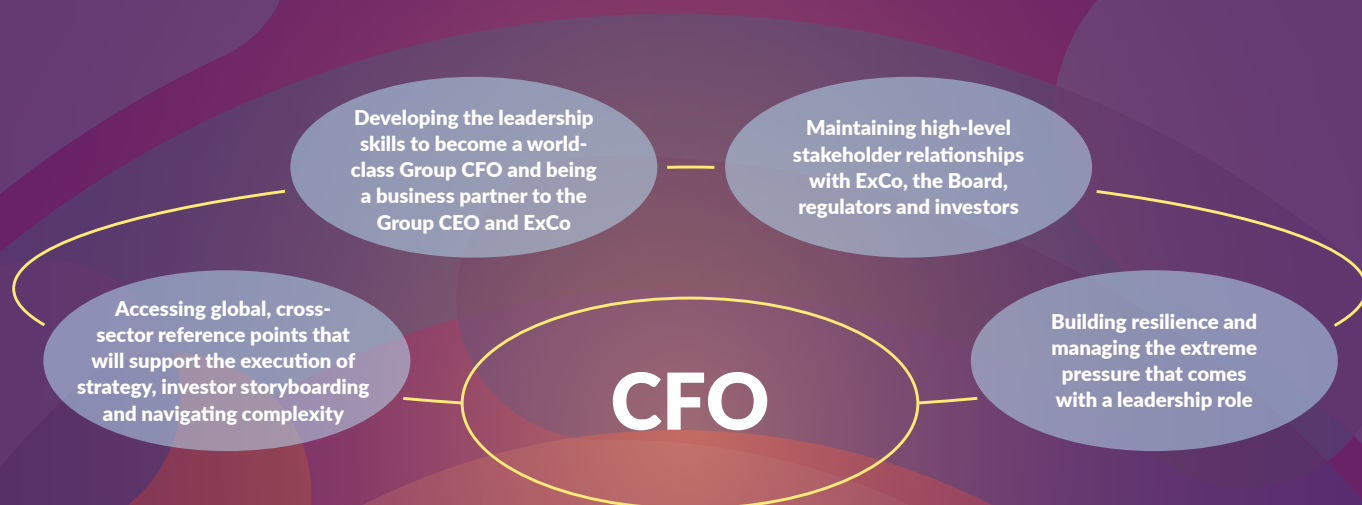 Developing the leadership
skills to become a world-
class Group CFO and being
a business partner to the
Group CEO and ExCo
Maintaining high-level
stakeholder relationships
with ExCo, the Board,
regulators and investors
Accessing global, cross-
sector reference points that
will support the execution of
strategy, investor storyboarding
and navigating complexity
CFO
Building resilience and
managing the extreme
pressure that comes
with a leadership role